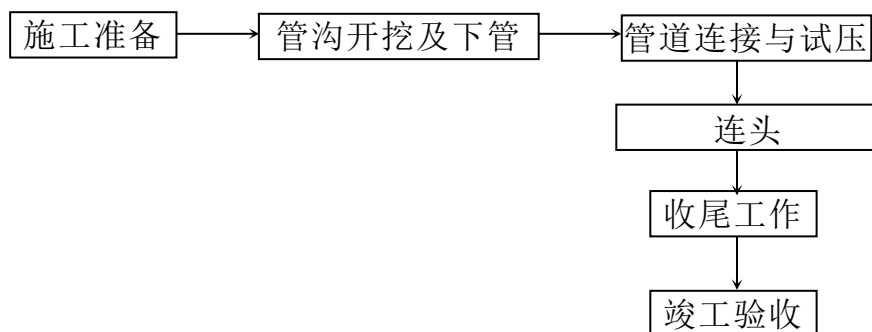 施工准备
管沟开挖及下管
管道连接与试压
连头
收尾工作
竣工验收